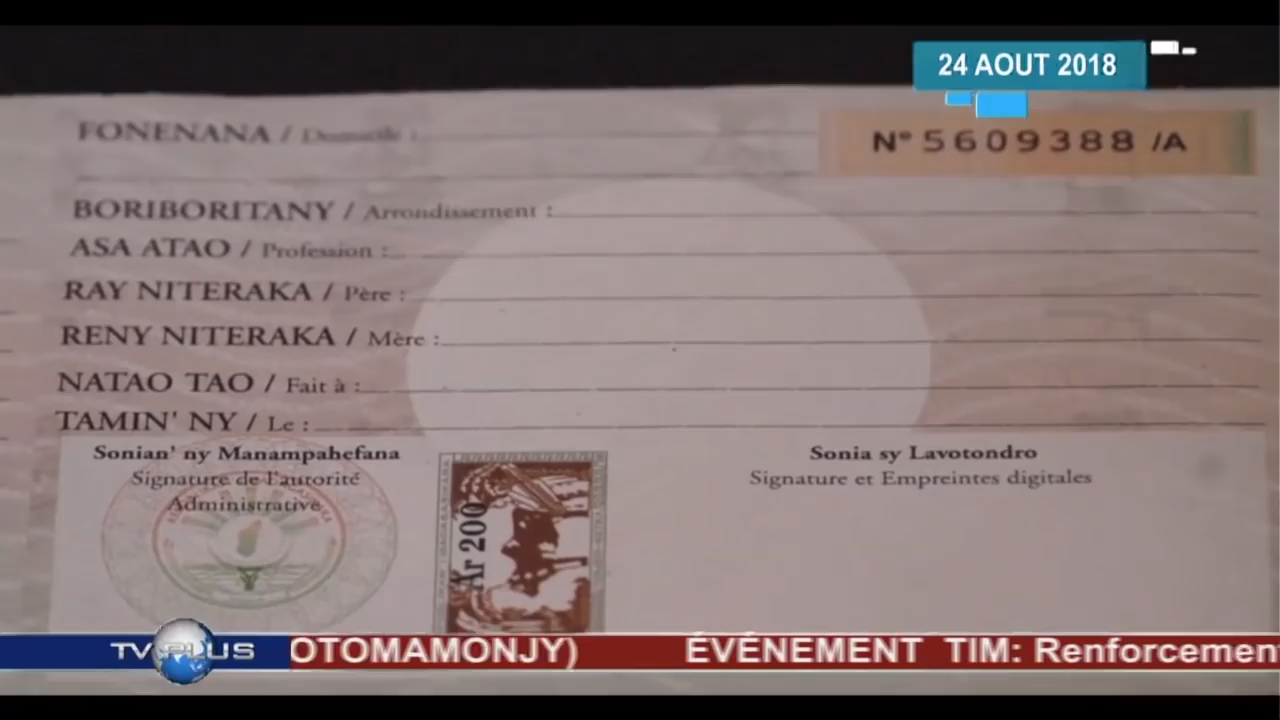 24 AOUT 2018
FONENANA / Domicile :
N° 5609388 /A
BORIBORITANY / Arrondissement :
ASA ATAO / Profession :
RAY NITERAKA / Père :
RENY NITERAKA / Mère :
NATAO TAO / Fait à :
TAMIN' NY / Le :
Sonian' ny Manampahefana
Signature de l'autorité
Administrative
Sonia sy Lavotondro
Signature et Empreintes digitales
Ar 200
TV PLUS
OTOMAMONJY) ÉVÉNEMENT TIM: Renforcement